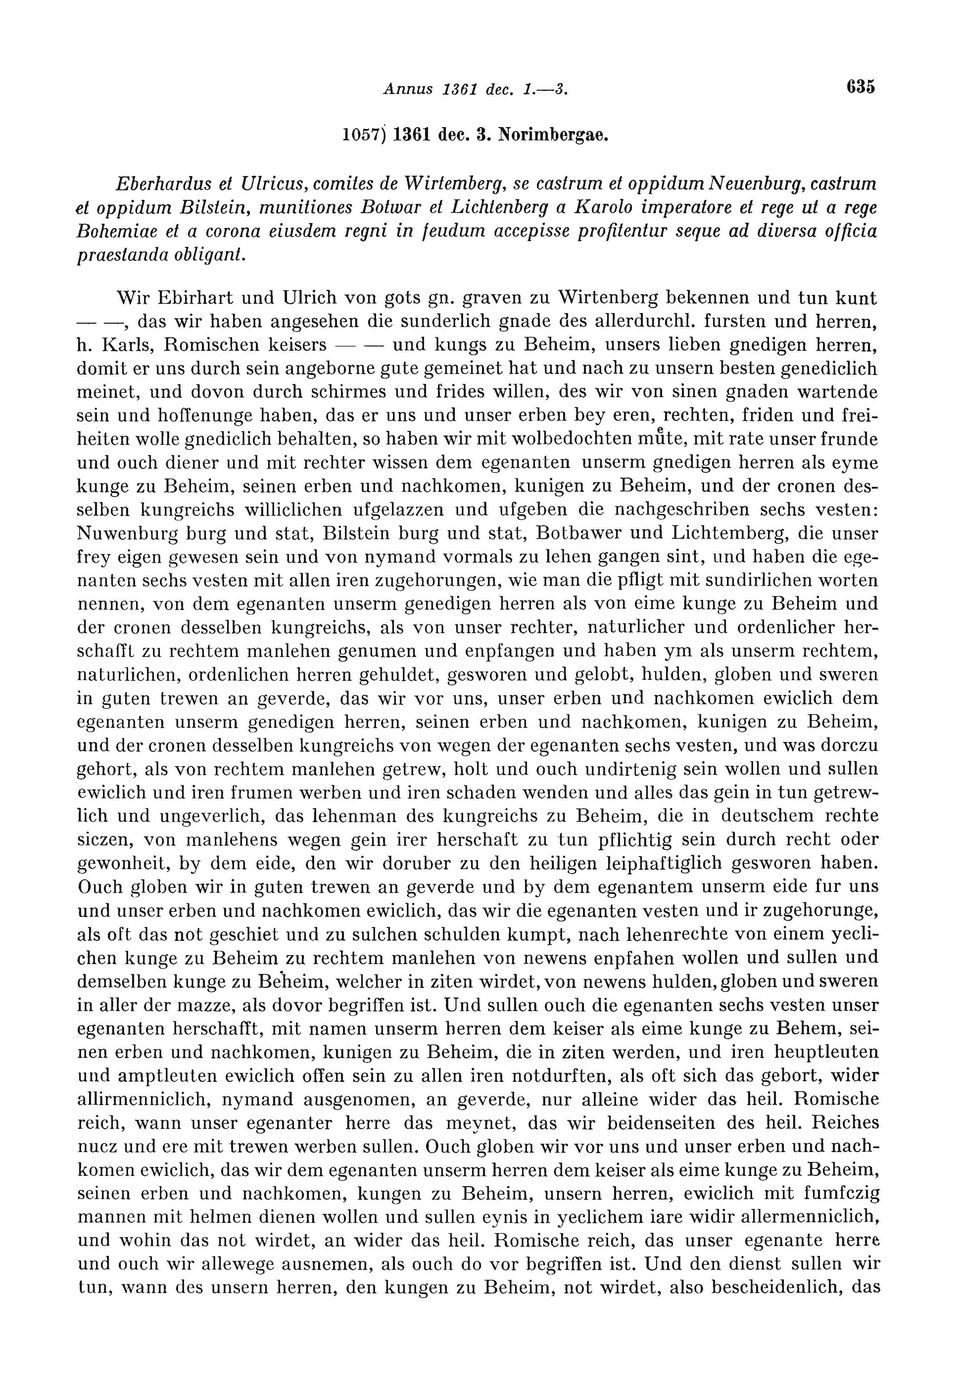 Annus 1361 dec. 1.—3. 635
1057) 1361 dec. 3. Norimbergae.
Eberhardus et Ulricus, comites de Wirtemberg, se castrum et oppidum Neuenburg, castrum
et oppidum Bilstein, munitiones Botwar et Lichtenberg a Karolo imperatore et rege ut a rege
Bohemiae et a corona eiusdem regni in feudum accepisse profitentur seque ad diversa officia
praestanda obligant.
Wir Ebirhart und Ulrich von gots gn. graven zu Wirtenberg bekennen und tun kunt
— —, das wir haben angesehen die sunderlich gnade des allerdurchl. fursten und herren,
h. Karls, Romischen keisers — — und kungs zu Beheim, unsers lieben gnedigen herren,
domit er uns durch sein angeborne gute gemeinet hat und nach zu unsern besten genediclich
meinet, und dovon durch schirmes und frides willen, des wir von sinen gnaden wartende
sein und hoffenunge haben, das er uns und unser erben bey eren, rechten, friden und frei-
heiten wolle gnediclich behalten, so haben wir mit wolbedochten muͤte, mit rate unser frunde
und ouch diener und mit rechter wissen dem egenanten unserm gnedigen herren als eyme
kunge zu Beheim, seinen erben und nachkomen, kunigen zu Beheim, und der cronen des-
selben kungreichs williclichen ufgelazzen und ufgeben die nachgeschriben sechs vesten:
Nuwenburg burg und stat, Bilstein burg und stat, Botbawer und Lichtemberg, die unser
frey eigen gewesen sein und von nymand vormals zu lehen gangen sint, und haben die ege-
nanten sechs vesten mit allen iren zugehorungen, wie man die pfligt mit sundirlichen worten
nennen, von dem egenanten unserm genedigen herren als von eime kunge zu Beheim und
der cronen desselben kungreichs, als von unser rechter, naturlicher und ordenlicher her-
schafft zu rechtem manlehen genumen und enpfangen und haben ym als unserm rechtem,
naturlichen, ordenlichen herren gehuldet, gesworen und gelobt, hulden, globen und sweren
in guten trewen an geverde, das wir vor uns, unser erben und nachkomen ewiclich dem
egenanten unserm genedigen herren, seinen erben und nachkomen, kunigen zu Beheim,
und der cronen desselben kungreichs von wegen der egenanten sechs vesten, und was dorczu
gehort, als von rechtem manlehen getrew, holt und ouch undirtenig sein wollen und sullen
ewiclich und iren frumen werben und iren schaden wenden und alles das gein in tun getrew-
lich und ungeverlich, das lehenman des kungreichs zu Beheim, die in deutschem rechte
siczen, von manlehens wegen gein irer herschaft zu tun pflichtig sein durch recht oder
gewonheit, by dem eide, den wir doruber zu den heiligen leiphaftiglich gesworen haben.
Ouch globen wir in guten trewen an geverde und by dem egenantem unserm eide fur uns
und unser erben und nachkomen ewiclich, das wir die egenanten vesten und ir zugehorunge,
als oft das not geschiet und zu sulchen schulden kumpt, nach lehenrechte von einem yecli-
chen kunge zu Beheim zu rechtem manlehen von newens enpfahen wollen und sullen und
demselben kunge zu Beheim, welcher in ziten wirdet, von newens hulden, globen und sweren
in aller der mazze, als dovor begriffen ist. Und sullen ouch die egenanten sechs vesten unser
egenanten herschafft, mit namen unserm herren dem keiser als eime kunge zu Behem, sei-
nen erben und nachkomen, kunigen zu Beheim, die in ziten werden, und iren heuptleuten
und amptleuten ewiclich offen sein zu allen iren notdurften, als oft sich das gebort, wider
allirmenniclich, nymand ausgenomen, an geverde, nur alleine wider das heil. Romische
reich, wann unser egenanter herre das meynet, das wir beidenseiten des heil. Reiches
nucz und ere mit trewen werben sullen. Ouch globen wir vor uns und unser erben und nach-
komen ewiclich, das wir dem egenanten unserm herren dem keiser als eime kunge zu Beheim,
seinen erben und nachkomen, kungen zu Beheim, unsern herren, ewiclich mit fumfczig
mannen mit helmen dienen wollen und sullen eynis in yeclichem iare widir allermenniclich,
und wohin das not wirdet, an wider das heil. Romische reich, das unser egenante herre
und ouch wir allewege ausnemen, als ouch do vor begriffen ist. Und den dienst sullen wir
tun, wann des unsern herren, den kungen zu Beheim, not wirdet, also bescheidenlich, das